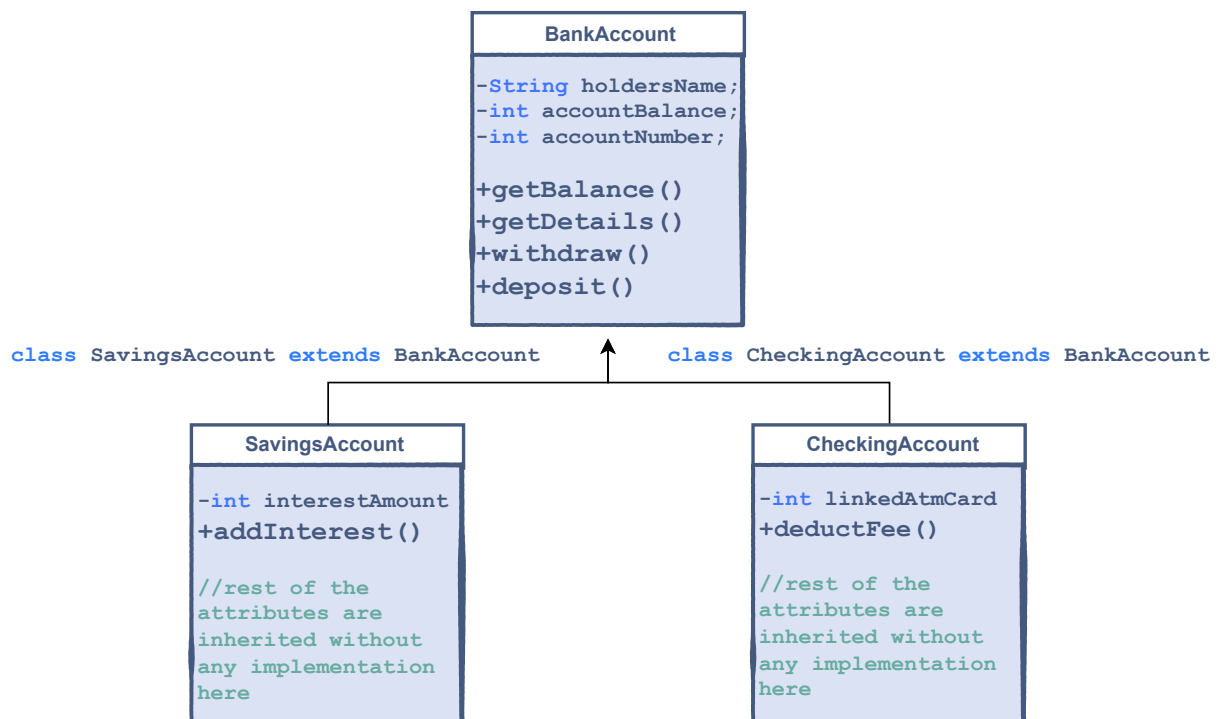 BankAccount
-String holdersName;
-int accountBalance;
-int accountNumber;
+getBalance()
+getDetails()
+withdraw()
+deposit()
class SavingsAccount extends BankAccount
class CheckingAccount extends BankAccount
SavingsAccount
-int interestAmount
+addInterest()
//rest of the
attributes are
inherited without
any implementation
here
CheckingAccount
-int linkedAtmCard
+deductFee()
//rest of the
attributes are
inherited without
any implementation
here